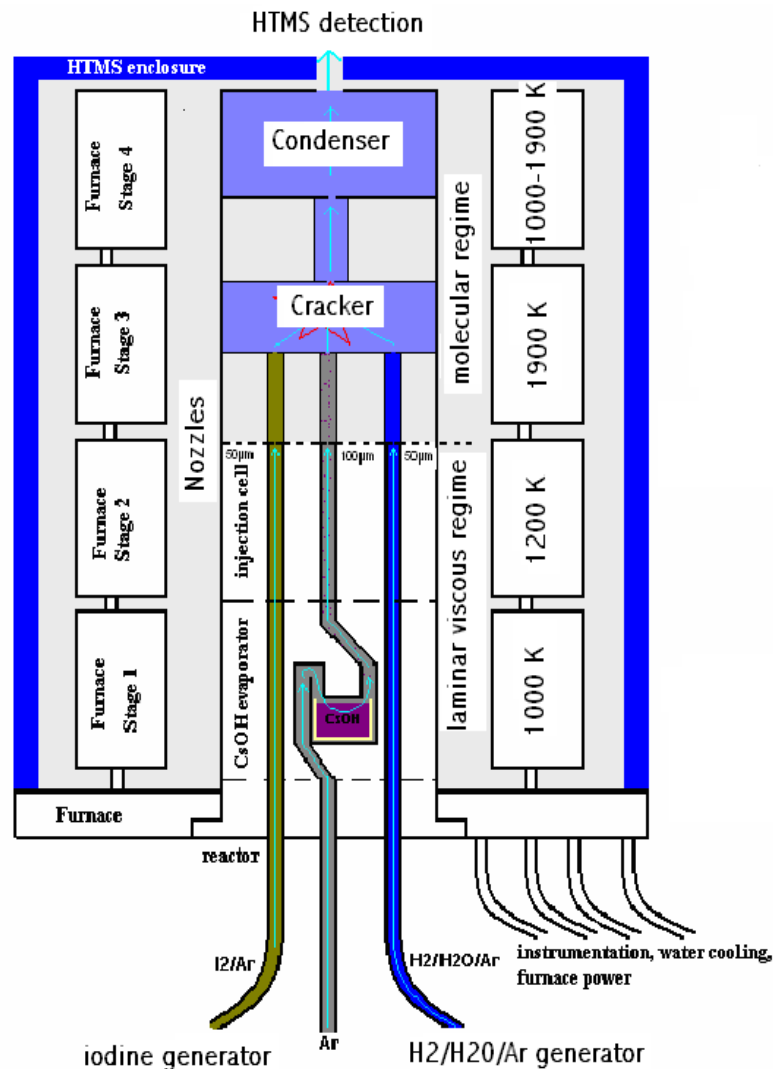 HTMS detection
HTMS enclosure
Furnace
Stage 4
Condenser
1000-1900 K
molecular regime
Furnace
Stage 3
Cracker
1900 K
Nozzles
50µm
100µm
50µm
Furnace
Stage 2
injection cell
1200 K
laminar viscous regime
Furnace
Stage 1
CsOH evaporator
CsOH
1000 K
Furnace
reactor
I2/Ar
H2/H2O/Ar
instrumentation, water cooling,
furnace power
iodine generator
Ar
H2/H20/Ar generator